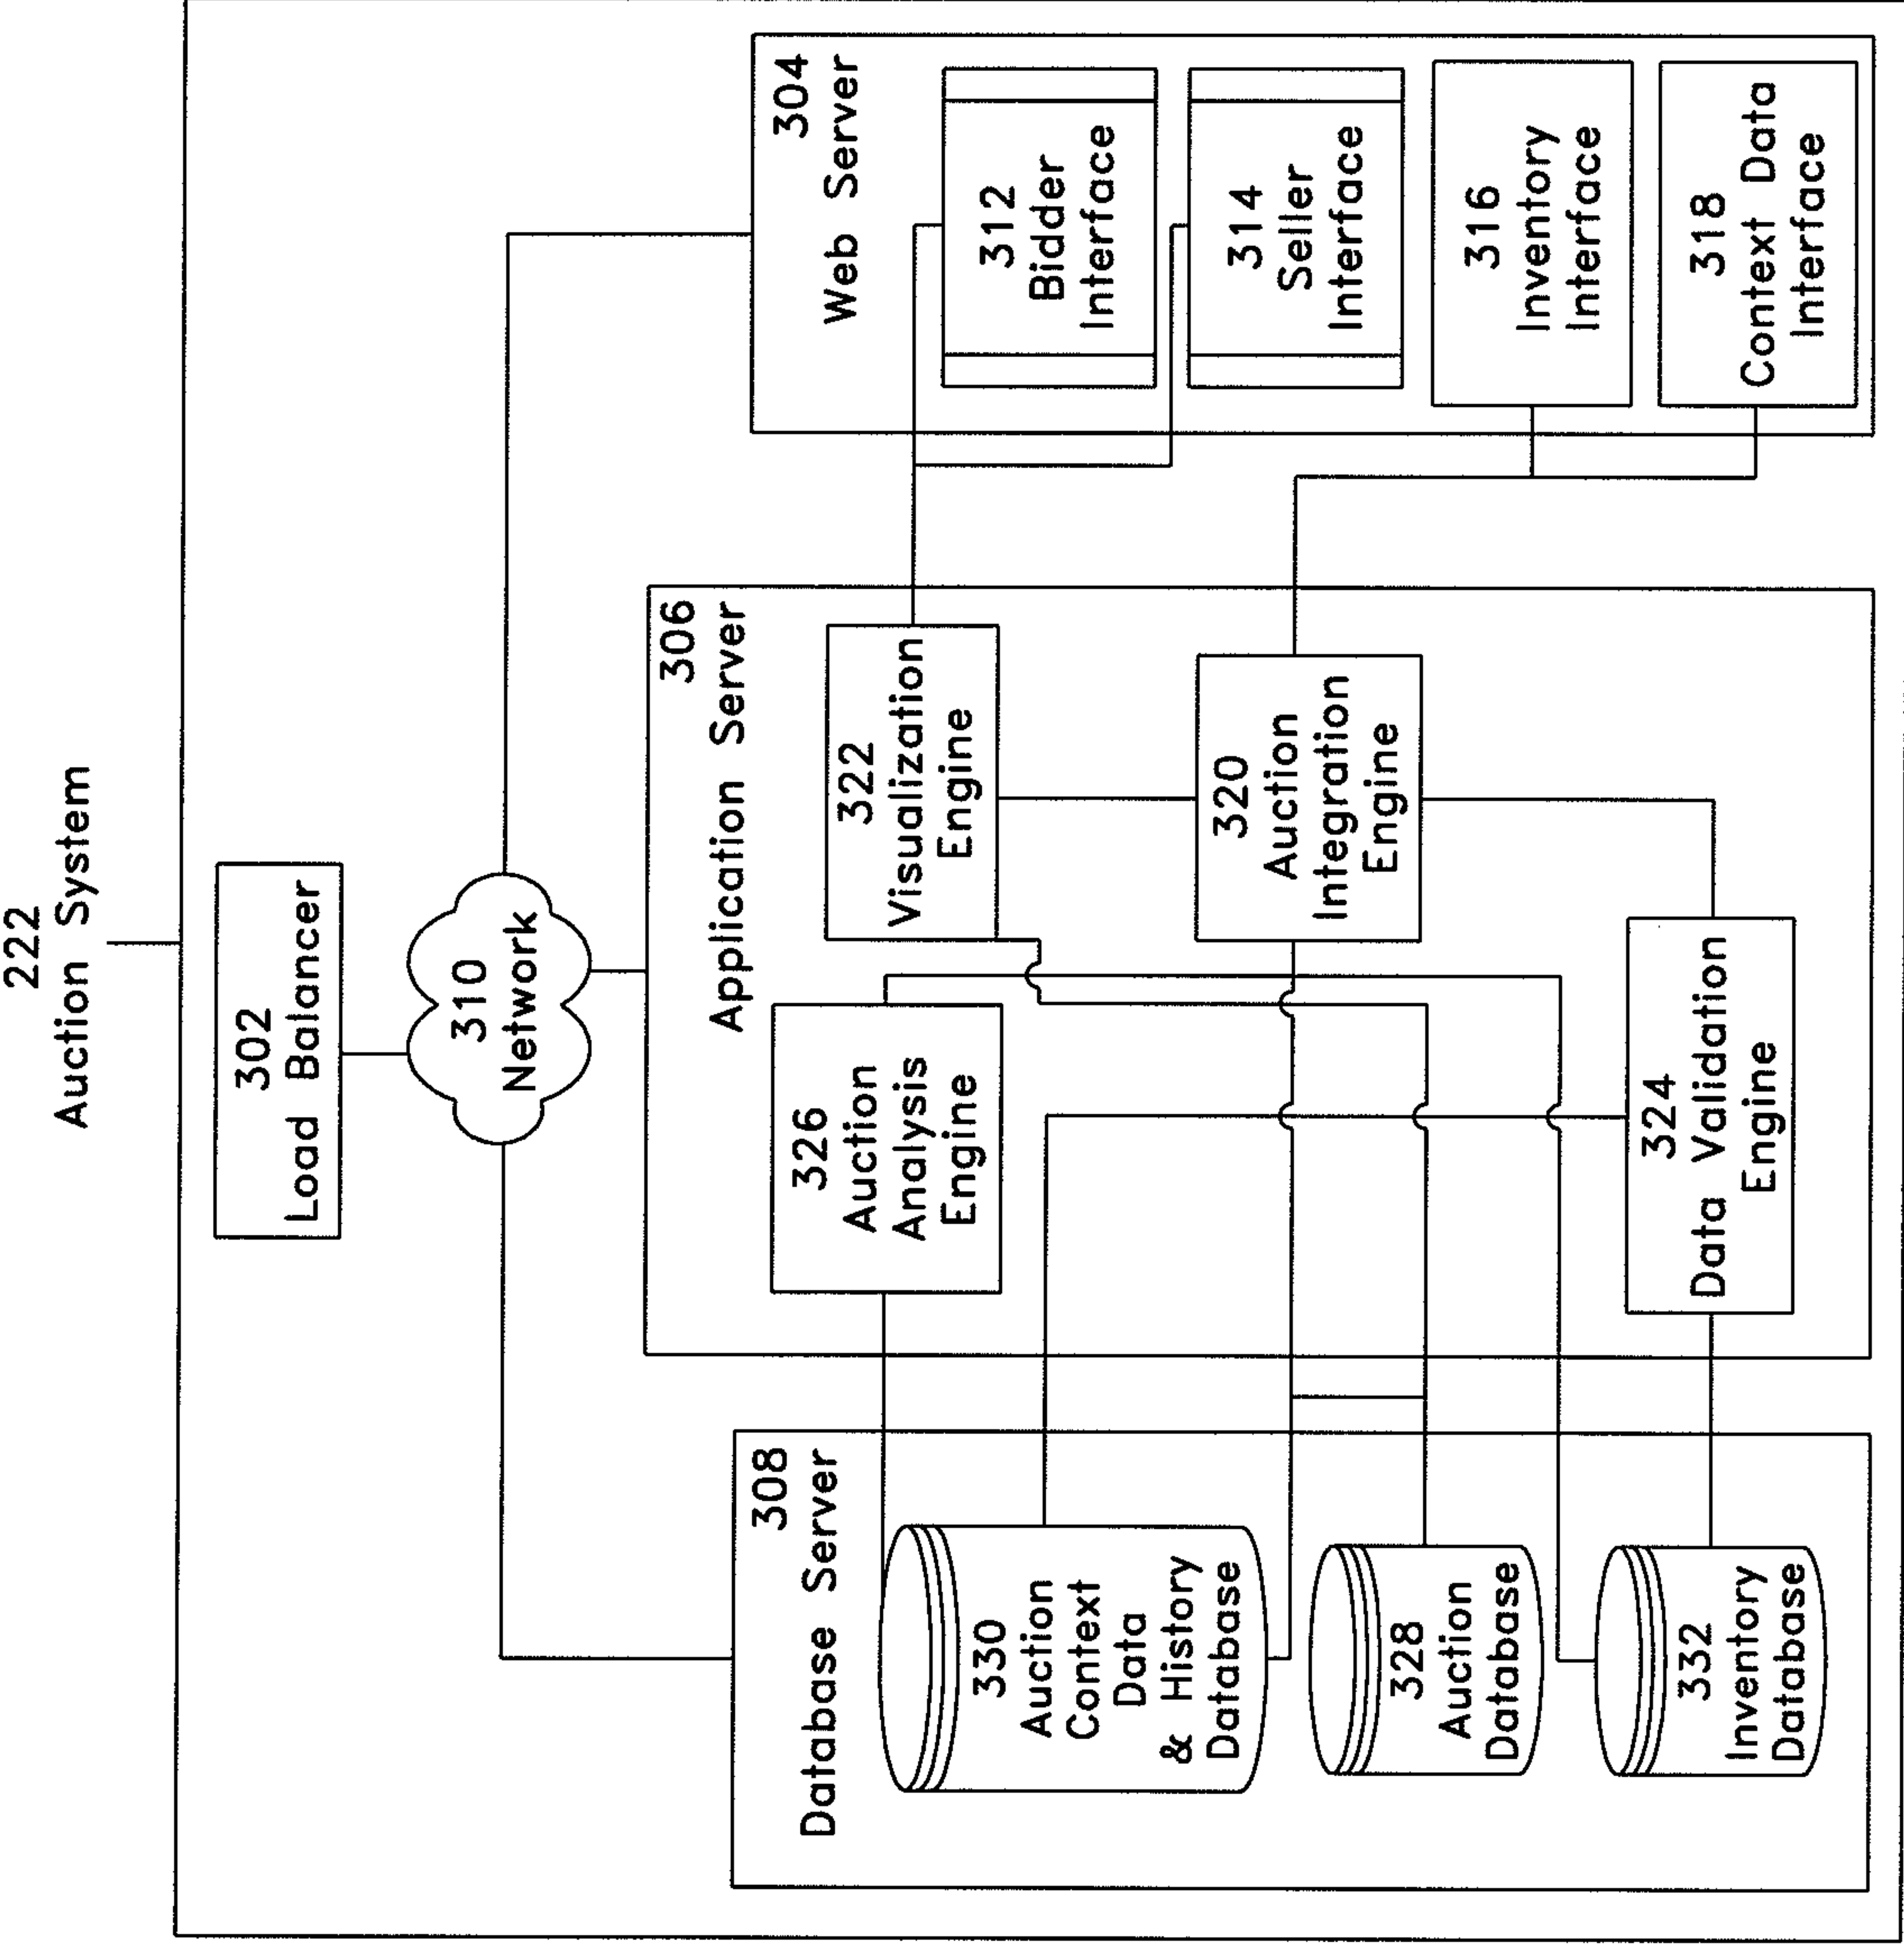 222
Auction System
302
Load Balancer
310
Network
308
Database Server
330
Auction
Context
Data
& History
Database
328
Auction
Database
332
Inventory
Database
306
Application Server
326
Auction
Analysis
Engine
322
Visualization
Engine
320
Auction
Integration
Engine
324
Data Validation
Engine
304
Web Server
312
Bidder
Interface
314
Seller
Interface
316
Inventory
Interface
318
Context Data
Interface